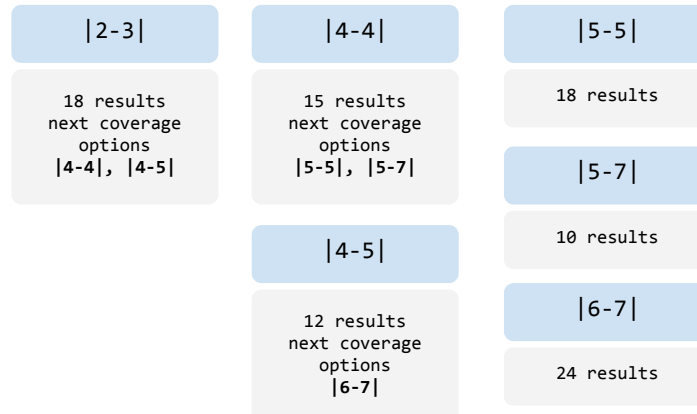 |2-3|
18 results
next coverage
options
|4-4|, |4-5|
|4-4|
15 results
next coverage
options
|5-5|, |5-7|
|4-5|
12 results
next coverage
options
|6-7|
|5-5|
18 results
|5-7|
10 results
|6-7|
24 results